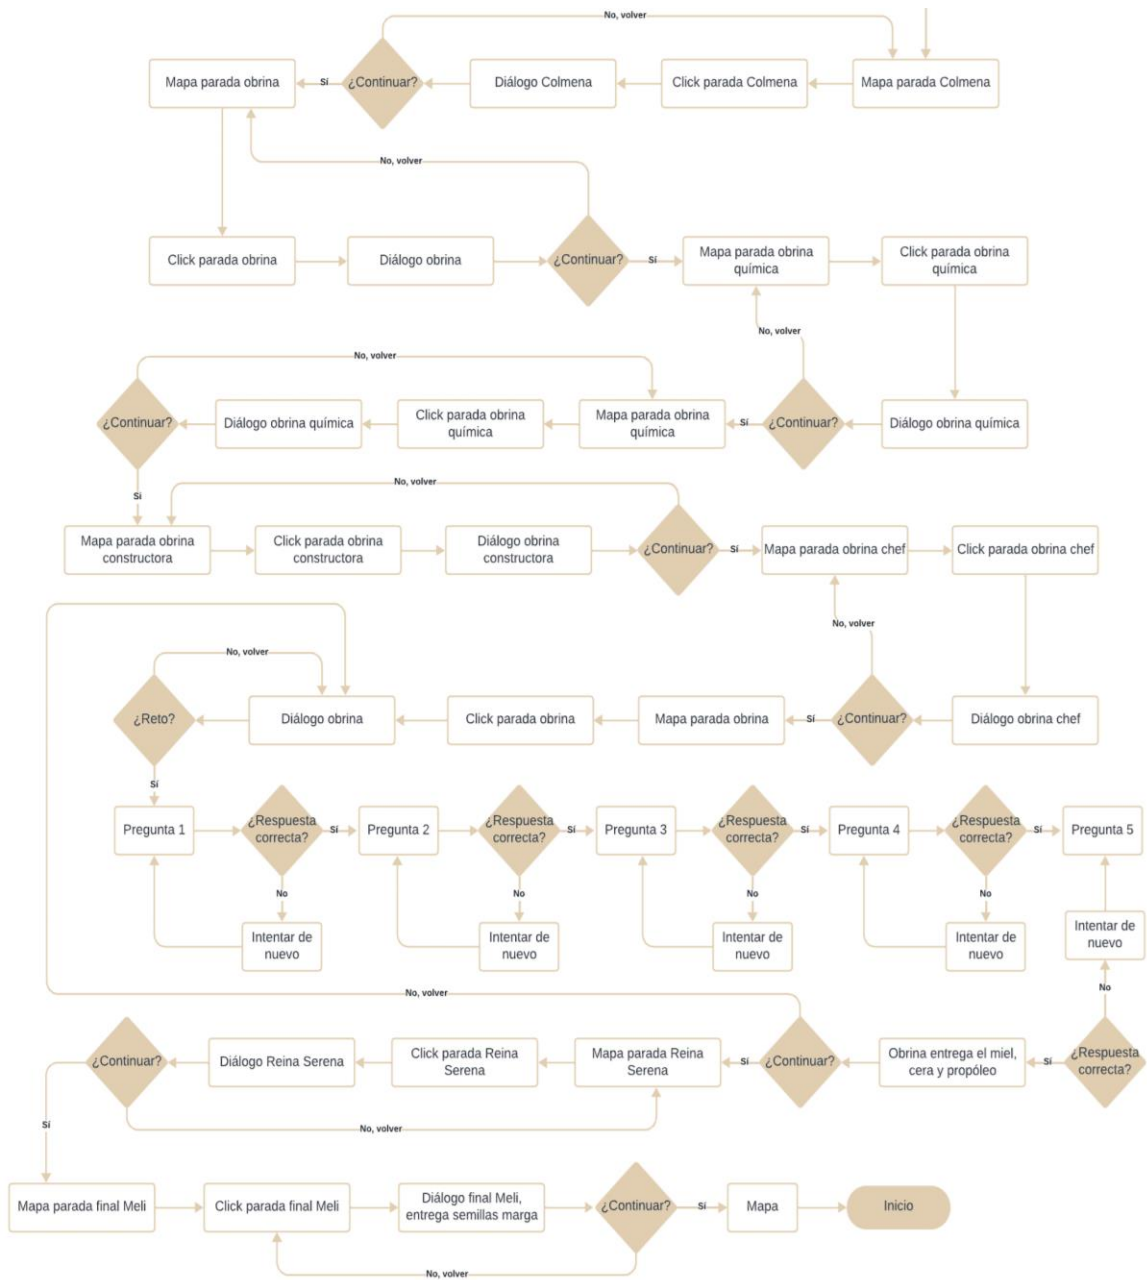 No, volver
Mapa parada obrina
Sí
¿Continuar?
Diálogo Colmena
Click parada Colmena
Mapa parada Colmena
No, volver
Click parada obrina
Diálogo obrina
¿Continuar?
Sí
Mapa parada obrina
química
Click parada obrina
química
No, volver
No, volver
¿Continuar?
Diálogo obrina química
Click parada obrina
química
Mapa parada obrina
química
Sí
¿Continuar?
Diálogo obrina química
Sí
No, volver
Mapa parada obrina
constructora
Click parada obrina
constructora
Diálogo obrina
constructora
¿Continuar?
Sí
Mapa parada obrina chef
Click parada obrina chef
No, volver
No, volver
¿Reto?
Diálogo obrina
Click parada obrina
Mapa parada obrina
Sí
¿Continuar?
Diálogo obrina chef
Sí
Pregunta 1
¿Respuesta
correcta?
Sí
Pregunta 2
¿Respuesta
correcta?
Sí
Pregunta 3
¿Respuesta
correcta?
Sí
Pregunta 4
¿Respuesta
correcta?
Sí
Pregunta 5
No
No
No
No
Intentar de
nuevo
Intentar de
nuevo
Intentar de
nuevo
Intentar de
nuevo
Intentar de
nuevo
No
No, volver
¿Continuar?
Diálogo Reina Serena
Click parada Reina
Serena
Mapa parada Reina
Serena
Sí
¿Continuar?
Obrina entrega el miel,
cera y propóleo
Sí
¿Respuesta
correcta?
Sí
No, volver
Mapa parada final Meli
Click parada final Meli
Diálogo final Meli,
entrega semillas marga
¿Continuar?
Sí
Mapa
Inicio
No, volver